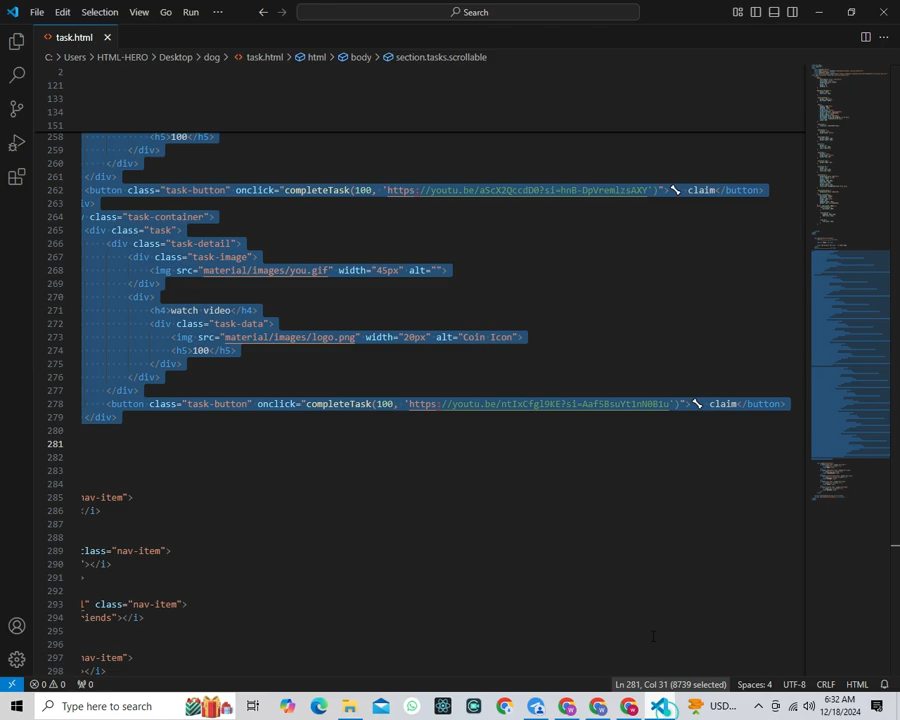 File Edit Selection View Go Run ··· Search
task.html
C: > Users > HTML-HERO > Desktop > dog > task.html > html > body > section.tasks.scrollable
2
121
133
134
151
258 <h5>100</h5>
259 </div>
260 </div>
261 </div>
262 <button class="task-button" onclick="completeTask(100, 'https://youtu.be/aScX2QccdD0?si=hnB-DpVremlzsAXY')">🦴 claim</button>
263 iv>
264 v class="task-container">
265 <div class="task">
266 <div class="task-detail">
267 <div class="task-image">
268 <img src="material/images/you.gif" width="45px" alt="">
269 </div>
270 <div>
271 <h4>watch video</h4>
272 <div class="task-data">
273 <img src="material/images/logo.png" width="20px" alt="Coin Icon">
274 <h5>100</h5>
275 </div>
276 </div>
277 </div>
278 <button class="task-button" onclick="completeTask(100, 'https://youtu.be/ntIxCfgl9KE?si=Aaf5BsuYt1nN0B1u')">🦴 claim</button>
279 </div>
280
281
282
283
284
285 nav-item">
286 </i>
287
288
289 class="nav-item">
290 "></i>
291 >
292
293 l" class="nav-item">
294 riends"></i>
295
296
297 nav-item">
298 ></i>
0 0 0 Ln 281, Col 31 (8739 selected) Spaces: 4 UTF-8 CRLF HTML
Type here to search USD... 6:32 AM
12/18/2024